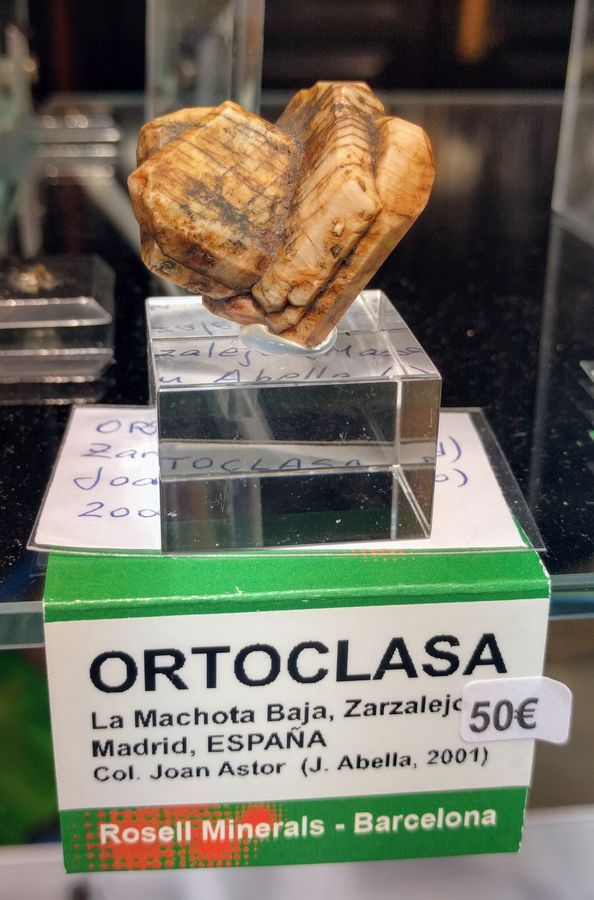 ORTOCLASA
La Machota Baja, Zarzalejo
Madrid, ESPAÑA
Col. Joan Astor (J. Abella, 2001)
50€
Rosell Minerals - Barcelona